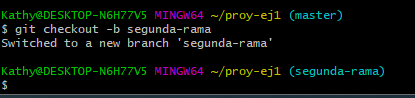 Kathy@DESKTOP-N6H77V5 MINGW64 ~/proy-ej1 (master)
$ git checkout -b segunda-rama
Switched to a new branch 'segunda-rama'
Kathy@DESKTOP-N6H77V5 MINGW64 ~/proy-ej1 (segunda-rama)
$